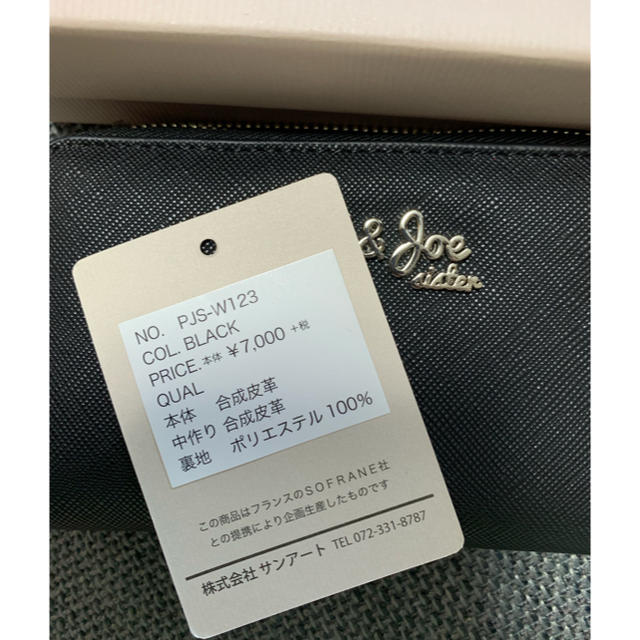 & Joe
sister
NO. PJS-W123
COL. BLACK
PRICE. 本体 ¥7,000 +税
QUAL
本体 合成皮革
中作り 合成皮革
裏地 ポリエステル 100%
この商品はフランスのSOFRANE社
との提携により企画生産したものです
株式会社 サンアート TEL 072-331-8787